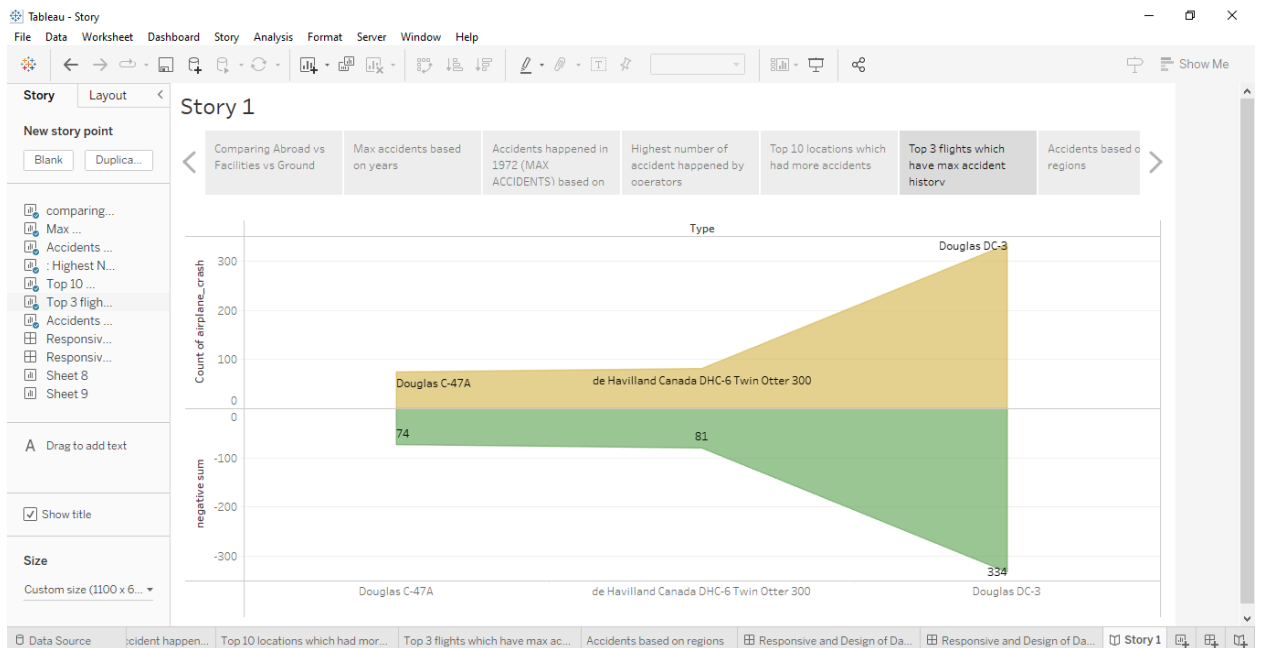 Tableau - Story
File Data Worksheet Dashboard Story Analysis Format Server Window Help
Show Me
Story Layout
New story point
Blank Duplica...
comparing...
Max ...
Accidents ...
: Highest N...
Top 10 ...
Top 3 fligh...
Accidents ...
Responsiv...
Responsiv...
Sheet 8
Sheet 9
A Drag to add text
Show title
Size
Custom size (1100 x 6...
Story 1
Comparing Abroad vs
Facilities vs Ground
Max accidents based
on years
Accidents happened in
1972 (MAX
ACCIDENTS) based on
Highest number of
accident happened by
operators
Top 10 locations which
had more accidents
Top 3 flights which
have max accident
history
Accidents based o
regions
Type
Count of airplane_crash
300
200
100
0
Douglas C-47A
de Havilland Canada DHC-6 Twin Otter 300
Douglas DC-3
negative sum
0
-100
-200
-300
74
81
334
Douglas C-47A de Havilland Canada DHC-6 Twin Otter 300 Douglas DC-3
Data Source :cident happen... Top 10 locations which had mor... Top 3 flights which have max ac... Accidents based on regions Responsive and Design of Da... Responsive and Design of Da... Story 1